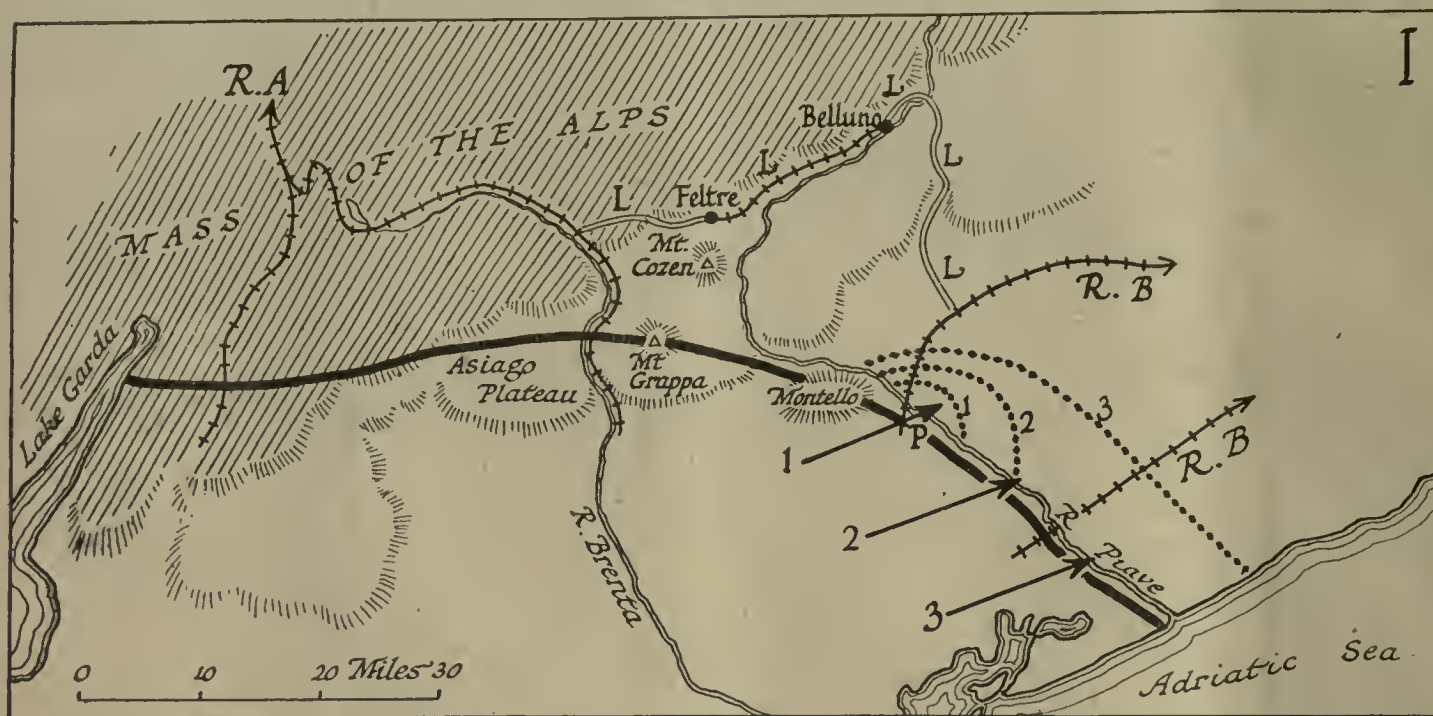 I
R.A
MASS OF THE ALPS
Belluno
L
L
L
L
L
L
Feltre
Mt.
Cozen
R. B
Lake Garda
Asiago
Plateau
Mt
Grappa
Montello
P
1
2
3
R. B
1
2
3
R. Piave
R. Brenta
0 10 20 Miles 30
Adriatic Sea